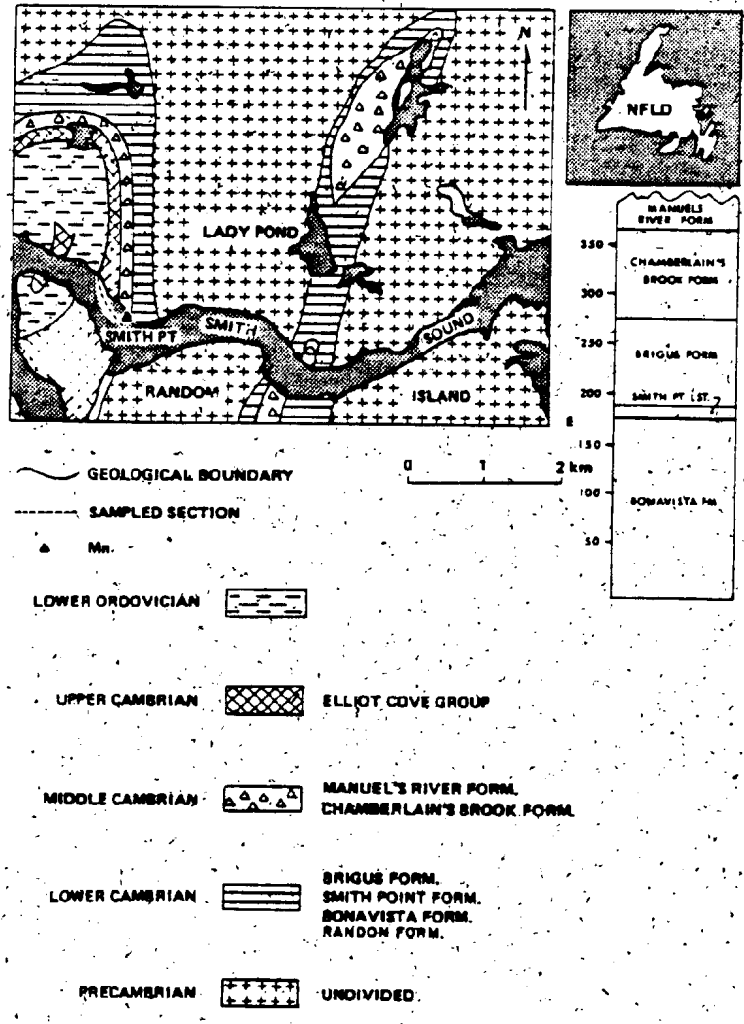 N
LADY POND
SMITH PT
SMITH
SOUND
RANDOM
ISLAND
NFLD
0 1 2 km
GEOLOGICAL BOUNDARY
SAMPLED SECTION
Mn.
MANUELS
RIVER FORM.
350
CHAMBERLAIN'S
BROOK FORM
300
250
BRIGUS FORM
200
SMITH PT LST. ?
150
100
BONAVISTA FM
50
LOWER ORDOVICIAN
UPPER CAMBRIAN ELLIOT COVE GROUP
MIDDLE CAMBRIAN
MANUEL'S RIVER FORM.
CHAMBERLAIN'S BROOK FORM.
LOWER CAMBRIAN
BRIGUS FORM.
SMITH POINT FORM.
BONAVISTA FORM.
RANDON FORM.
PRECAMBRIAN UNDIVIDED